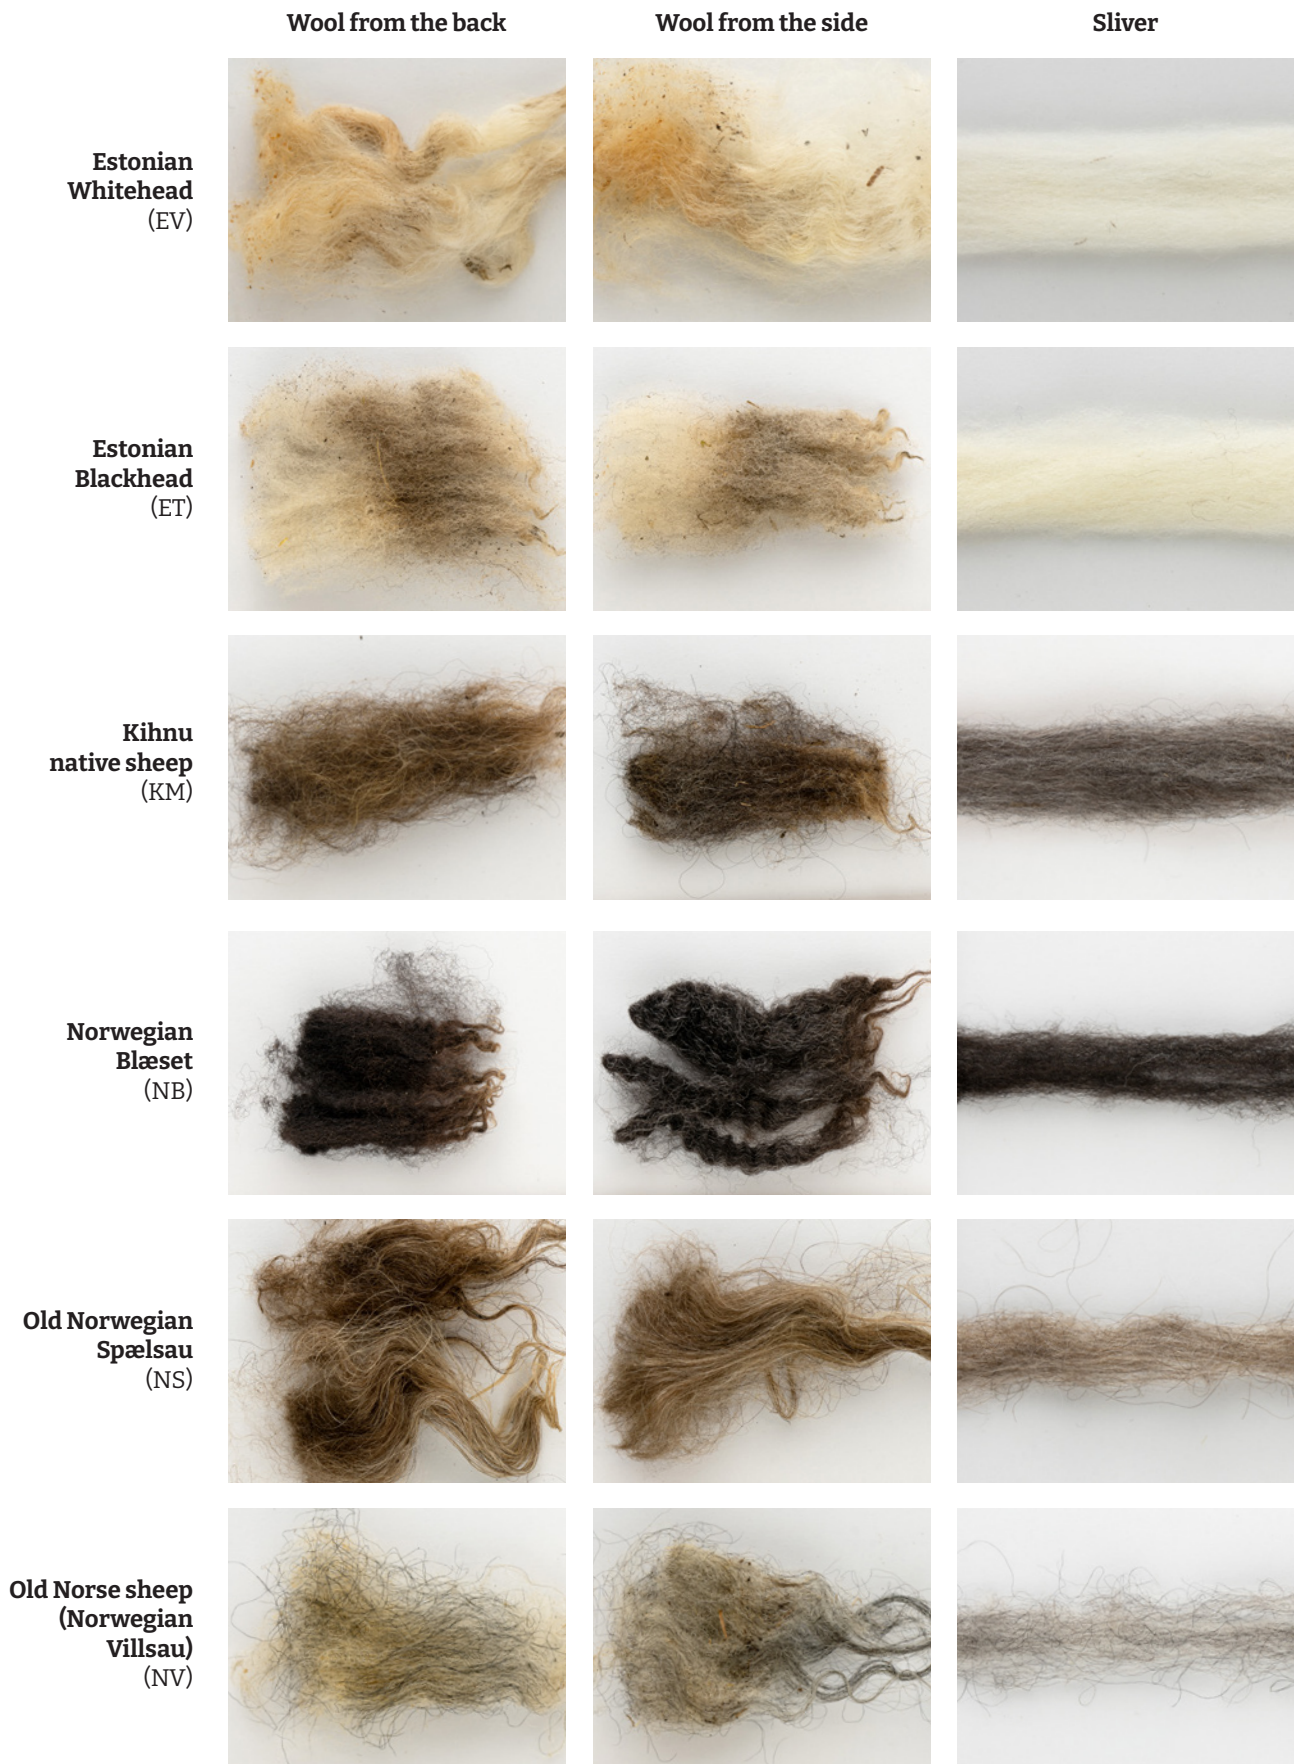 Wool from the back
Wool from the side
Sliver
Estonian
Whitehead
(EV)
Estonian
Blackhead
(ET)
Kihnu
native sheep
(KM)
Norwegian
Blæset
(NB)
Old Norwegian
Spælsau
(NS)
Old Norse sheep
(Norwegian
Villsau)
(NV)